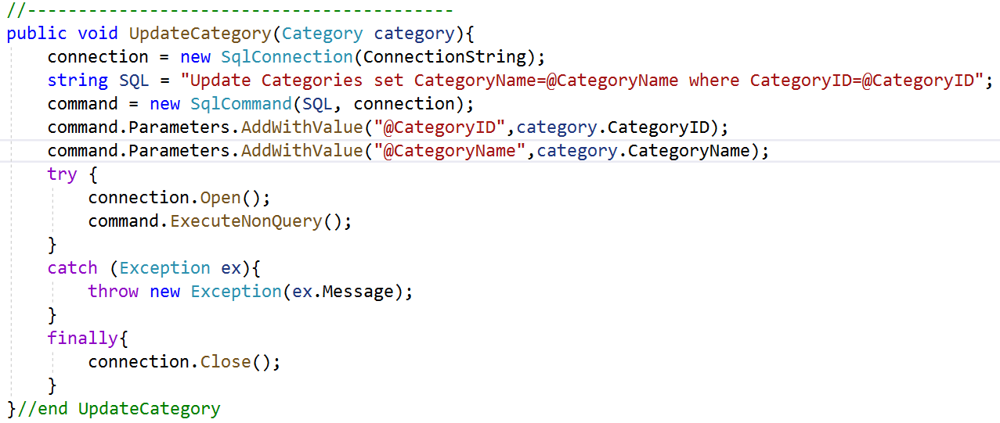 //------------------------------------------
public void UpdateCategory(Category category){
    connection = new SqlConnection(ConnectionString);
    string SQL = "Update Categories set CategoryName=@CategoryName where CategoryID=@CategoryID";
    command = new SqlCommand(SQL, connection);
    command.Parameters.AddWithValue("@CategoryID",category.CategoryID);
    command.Parameters.AddWithValue("@CategoryName",category.CategoryName);
    try {
        connection.Open();
        command.ExecuteNonQuery();
    }
    catch (Exception ex){
        throw new Exception(ex.Message);
    }
    finally{
        connection.Close();
    }
}//end UpdateCategory